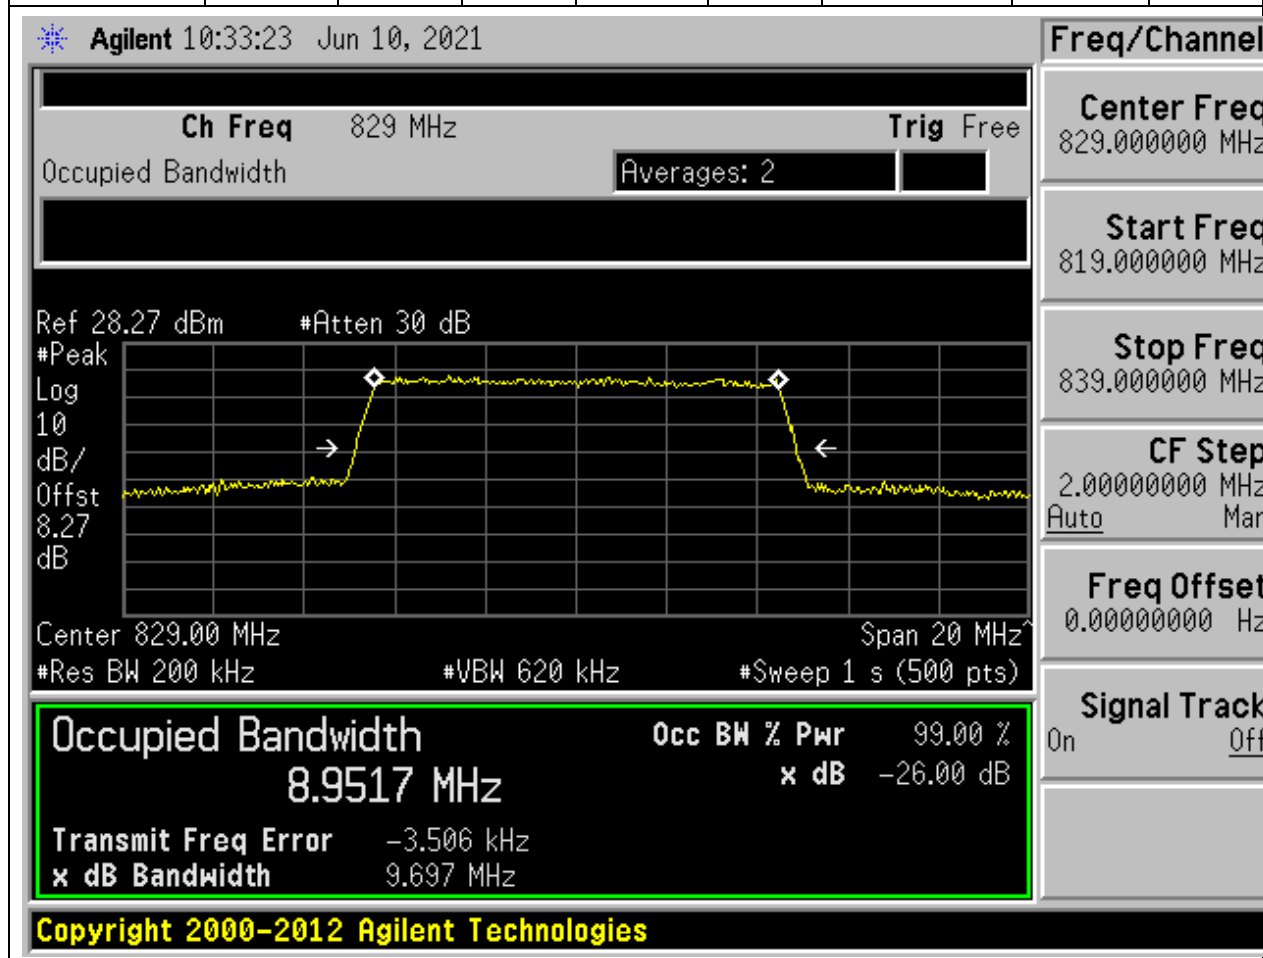 Agilent 10:33:23 Jun 10, 2021
Freq/Channel
Ch Freq 829 MHz Trig Free
Occupied Bandwidth Averages: 2
Ref 28.27 dBm #Atten 30 dB
#Peak
Log
10
dB/
Offst
8.27
dB
Center 829.00 MHz Span 20 MHz^
#Res BW 200 kHz #VBW 620 kHz #Sweep 1 s (500 pts)
Occupied Bandwidth Occ BW % Pwr 99.00 %
8.9517 MHz x dB -26.00 dB
Transmit Freq Error -3.506 kHz
x dB Bandwidth 9.697 MHz
Copyright 2000-2012 Agilent Technologies
Center Freq
829.000000 MHz
Start Freq
819.000000 MHz
Stop Freq
839.000000 MHz
CF Step
2.00000000 MHz
Auto Man
Freq Offset
0.00000000 Hz
Signal Track
On Off